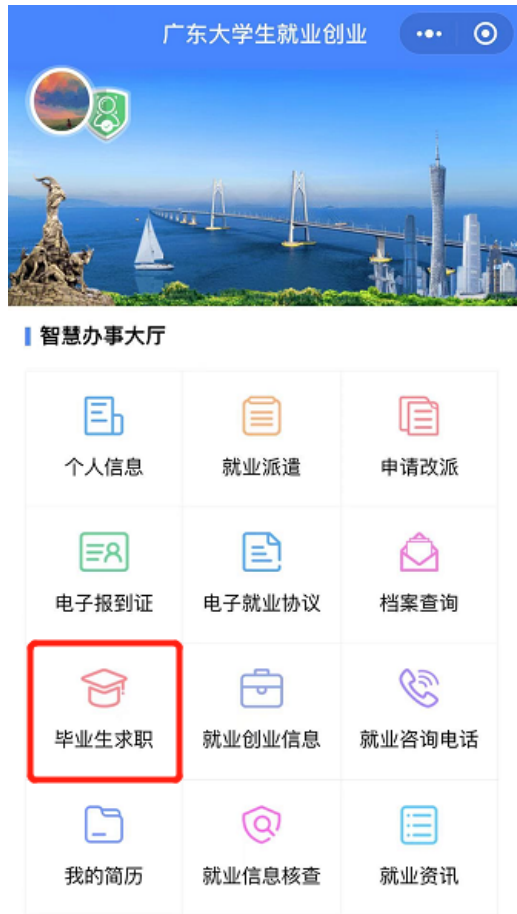 广东大学生就业创业
智慧办事大厅
个人信息
就业派遣
申请改派
电子报到证
电子就业协议
档案查询
毕业生求职
就业创业信息
就业咨询电话
我的简历
就业信息核查
就业资讯